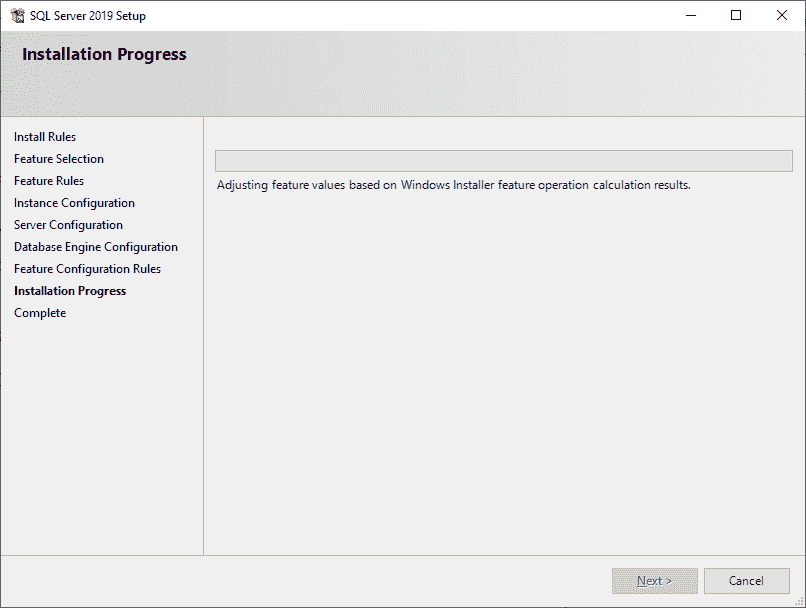 SQL Server 2019 Setup
Installation Progress
Install Rules
Feature Selection
Feature Rules
Instance Configuration
Server Configuration
Database Engine Configuration
Feature Configuration Rules
Installation Progress
Complete
Adjusting feature values based on Windows Installer feature operation calculation results.
Next >
Cancel